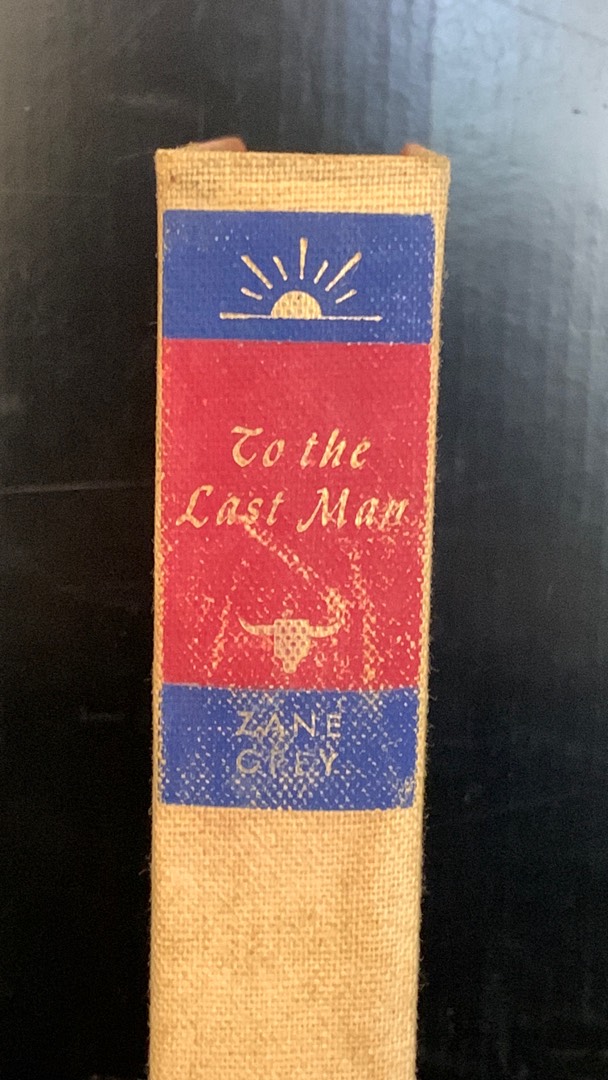 To the
Last Man
ZANE
GREY